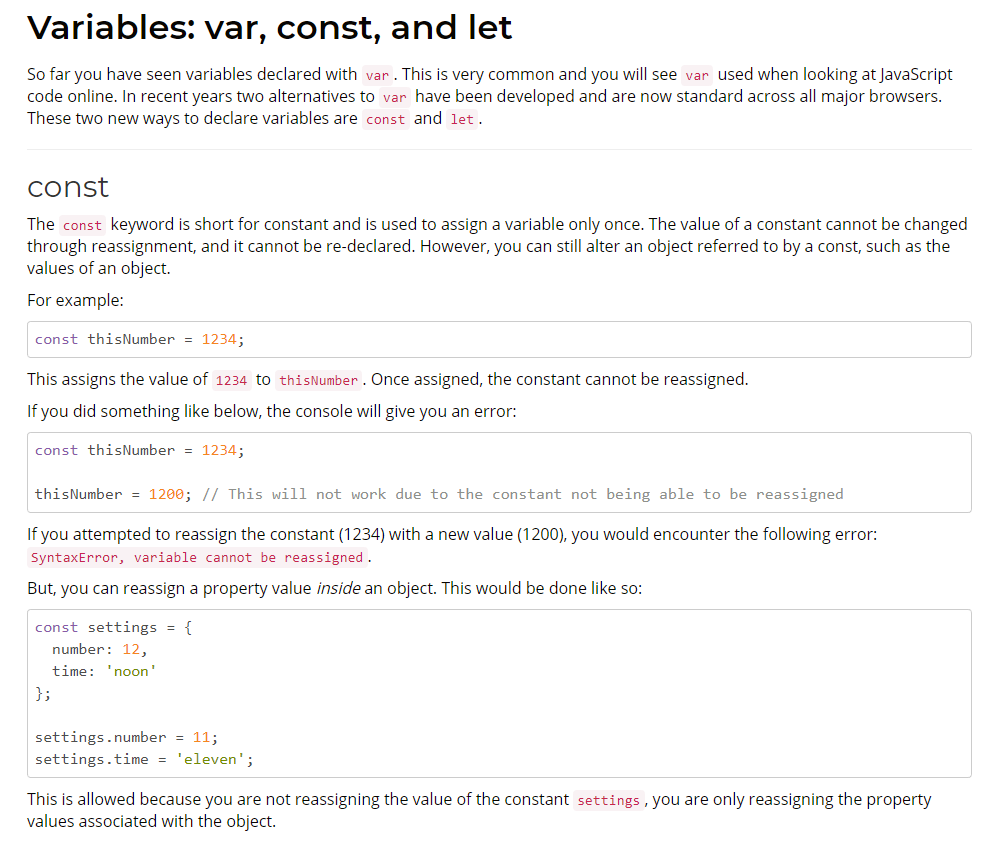 Variables: var, const, and let
So far you have seen variables declared with var. This is very common and you will see var used when looking at JavaScript
code online. In recent years two alternatives to var have been developed and are now standard across all major browsers.
These two new ways to declare variables are const and let.
const
The const keyword is short for constant and is used to assign a variable only once. The value of a constant cannot be changed
through reassignment, and it cannot be re-declared. However, you can still alter an object referred to by a const, such as the
values of an object.
For example:
const thisNumber = 1234;
This assigns the value of 1234 to thisNumber. Once assigned, the constant cannot be reassigned.
If you did something like below, the console will give you an error:
const thisNumber = 1234;
thisNumber = 1200; // This will not work due to the constant not being able to be reassigned
If you attempted to reassign the constant (1234) with a new value (1200), you would encounter the following error:
SyntaxError, variable cannot be reassigned.
But, you can reassign a property value inside an object. This would be done like so:
const settings = {
  number: 12,
  time: 'noon'
};
settings.number = 11;
settings.time = 'eleven';
This is allowed because you are not reassigning the value of the constant settings, you are only reassigning the property
values associated with the object.